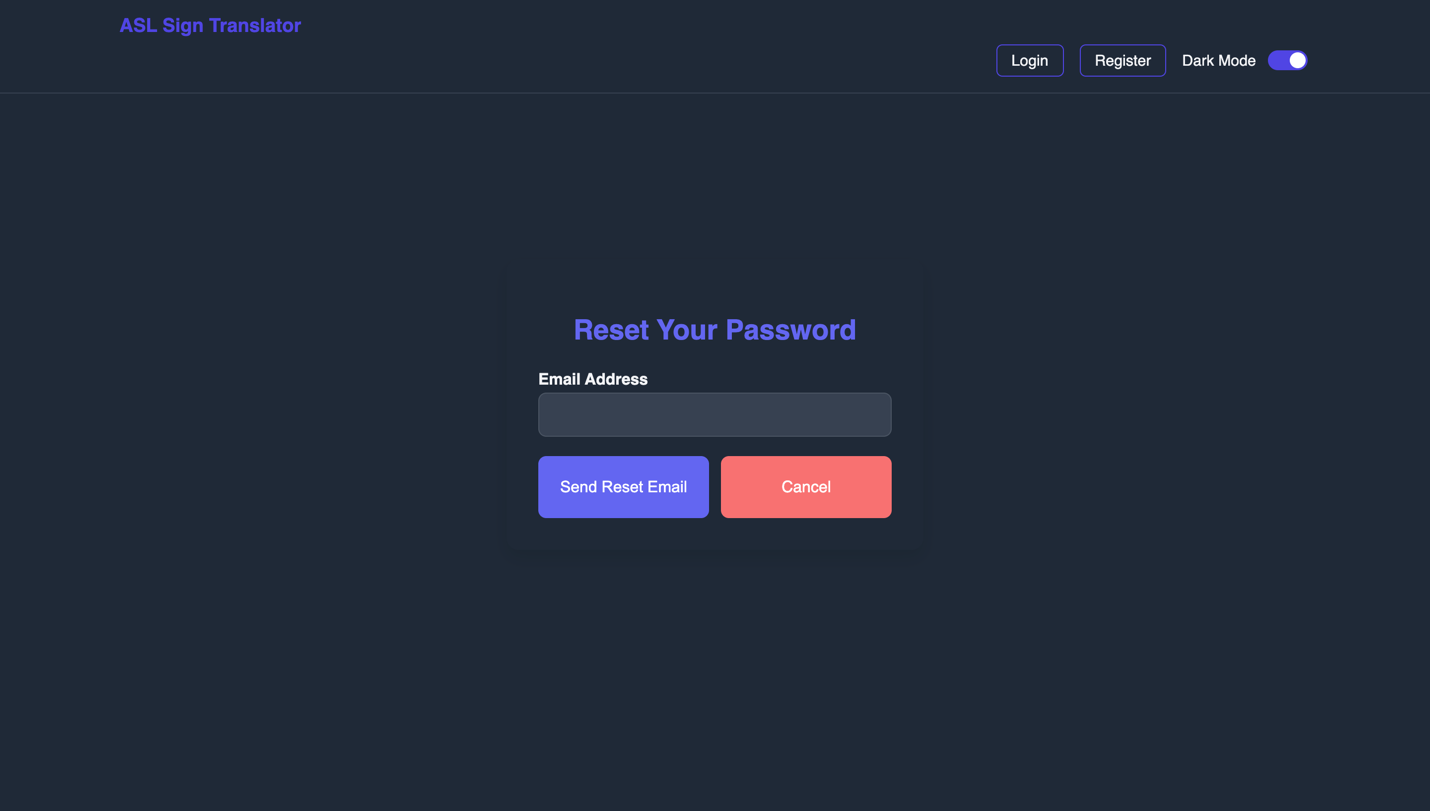 ASL Sign Translator
Login Register Dark Mode
Reset Your Password
Email Address
Send Reset Email Cancel